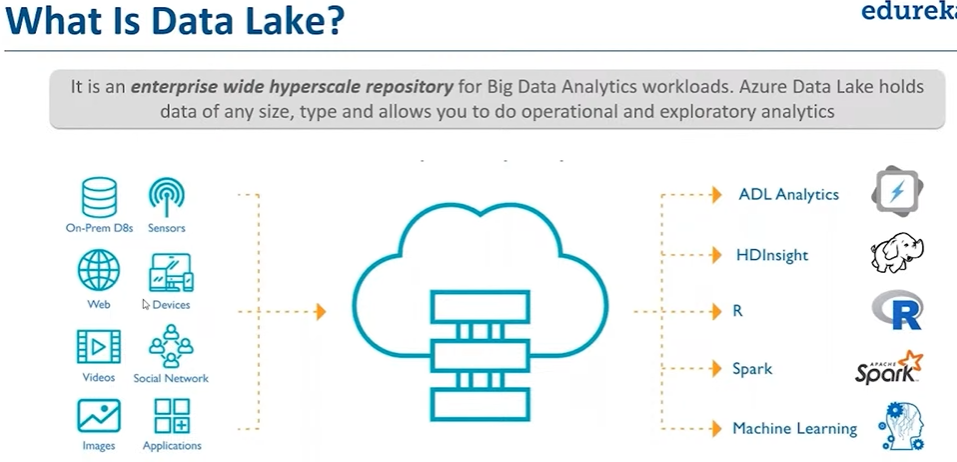 What Is Data Lake?
edureka
It is an enterprise wide hyperscale repository for Big Data Analytics workloads. Azure Data Lake holds
data of any size, type and allows you to do operational and exploratory analytics
On-Prem D8s
Sensors
Web
Devices
Videos
Social Network
Images
Applications
ADL Analytics
HDInsight
R
R
Spark
APACHE
Spark
Machine Learning